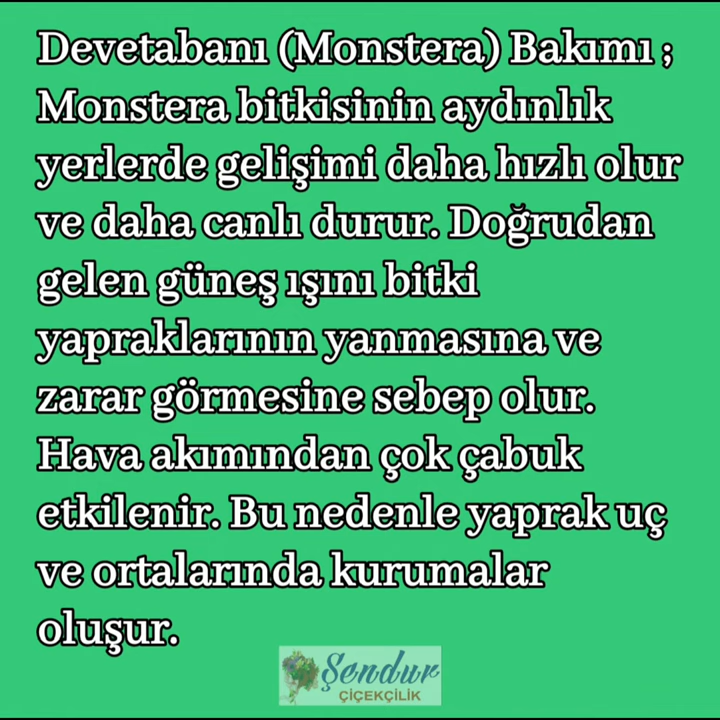 Devetabanı (Monstera) Bakımı ;
Monstera bitkisinin aydınlık
yerlerde gelişimi daha hızlı olur
ve daha canlı durur. Doğrudan
gelen güneş ışını bitki
yapraklarının yanmasına ve
zarar görmesine sebep olur.
Hava akımından çok çabuk
etkilenir. Bu nedenle yaprak uç
ve ortalarında kurumalar
oluşur.
Şendur
ÇİÇEKÇİLİK